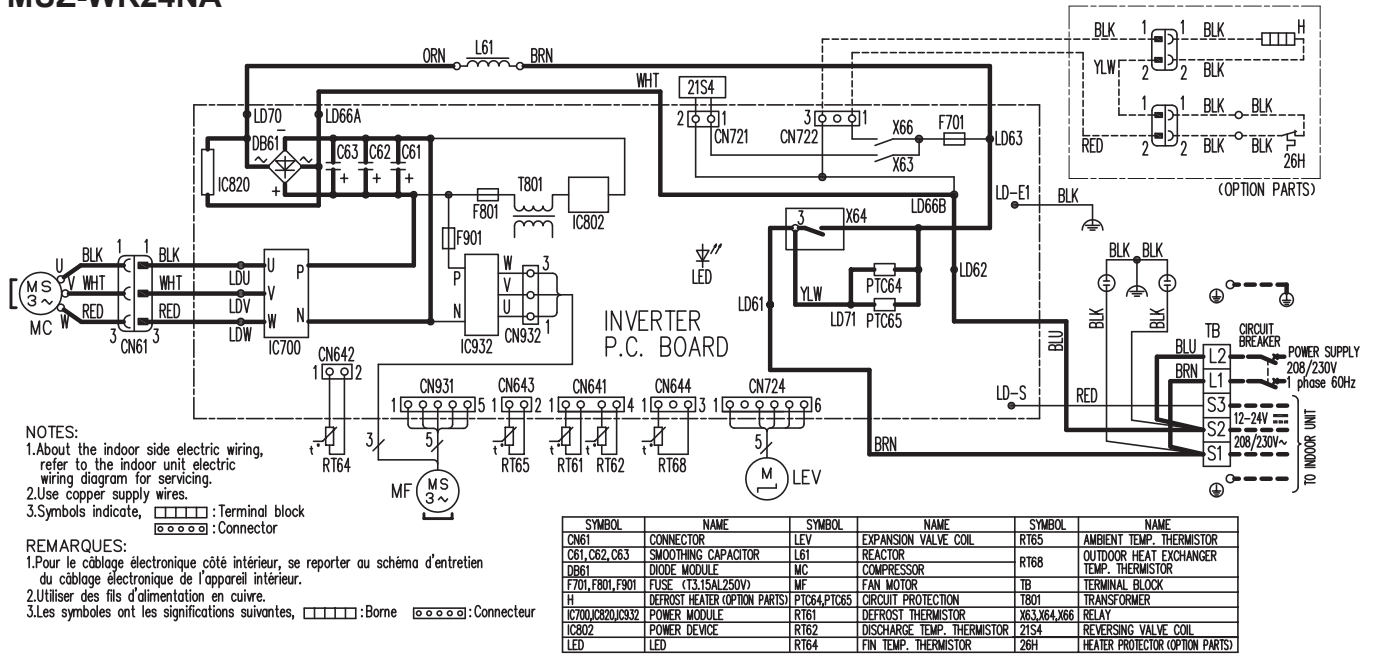 MUZ-WR24NA
ORN L61 BRN
WHT
21S4
2 1 CN721
3 1 CN722
X66 F701
X63
LD63
BLK 1 1 BLK H
YLW 2 2 BLK
1 1 BLK BLK
RED 2 2 BLK BLK 26H
(OPTION PARTS)
LD70 LD66A
DB61 ~ − ~ +
C63 C62 C61
+ + +
IC820
T801
F801 IC802
F901
LD66B
LD-E1 BLK
3 X64
LED
PTC64
YLW
LD71 PTC65
LD61
LD62
BLK BLK
BLK BLK
BLU
U BLK 1 1 BLK LDU U P
MS 3~ V WHT WHT LDV V
W RED 3 3 RED LDW W N
MC CN61 IC700
P N IC932
W V U 3 1 CN932
INVERTER
P.C. BOARD
TB CIRCUIT BREAKER
BLU L2 POWER SUPPLY
208/230V
BRN L1 1 phase 60Hz
LD-S RED S3
12-24V
S2
208/230V~
S1
TO INDOOR UNIT
BRN
CN642
1 2
CN931
1 5
CN643
1 2
CN641
1 4
CN644
1 3
CN724
1 6
t° RT64
3
5
t° RT65
t° RT61
t° RT62
t° RT68
5
MF MS 3~
M LEV
NOTES:
1.About the indoor side electric wiring,
refer to the indoor unit electric
wiring diagram for servicing.
2.Use copper supply wires.
3.Symbols indicate, :Terminal block
:Connector
REMARQUES:
1.Pour le câblage électronique côté intérieur, se reporter au schéma d'entretien
du câblage électronique de l'appareil intérieur.
2.Utiliser des fils d'alimentation en cuivre.
3.Les symboles ont les significations suivantes, :Borne :Connecteur
SYMBOL NAME SYMBOL NAME SYMBOL NAME
CN61 CONNECTOR LEV EXPANSION VALVE COIL RT65 AMBIENT TEMP. THERMISTOR
C61,C62,C63 SMOOTHING CAPACITOR L61 REACTOR RT68 OUTDOOR HEAT EXCHANGER
DB61 DIODE MODULE MC COMPRESSOR TEMP. THERMISTOR
F701,F801,F901 FUSE (T3.15AL250V) MF FAN MOTOR TB TERMINAL BLOCK
H DEFROST HEATER (OPTION PARTS) PTC64,PTC65 CIRCUIT PROTECTION T801 TRANSFORMER
IC700,IC820,IC932 POWER MODULE RT61 DEFROST THERMISTOR X63,X64,X66 RELAY
IC802 POWER DEVICE RT62 DISCHARGE TEMP. THERMISTOR 21S4 REVERSING VALVE COIL
LED LED RT64 FIN TEMP. THERMISTOR 26H HEATER PROTECTOR (OPTION PARTS)